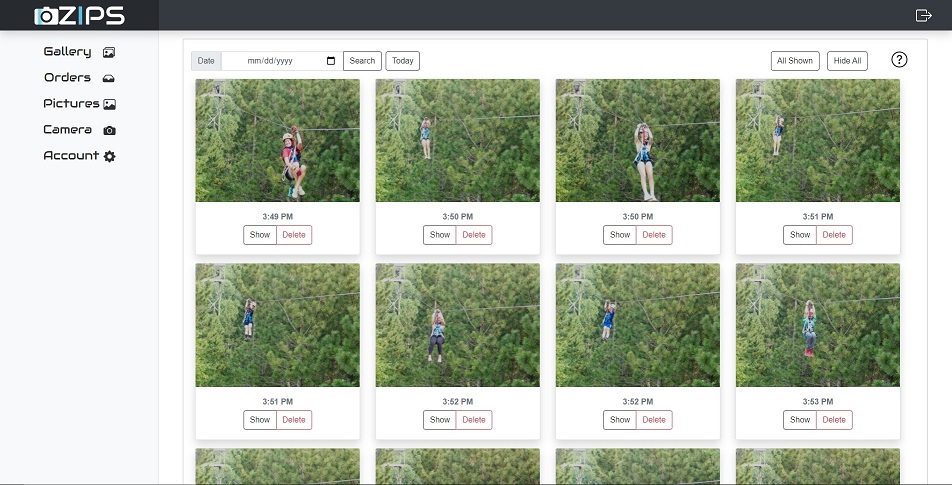 ZIPS
Gallery
Orders
Pictures
Camera
Account
Date mm/dd/yyyy Search Today All Shown Hide All ?
3:49 PM 3:50 PM 3:50 PM 3:51 PM
Show Delete Show Delete Show Delete Show Delete
3:51 PM 3:52 PM 3:52 PM 3:53 PM
Show Delete Show Delete Show Delete Show Delete